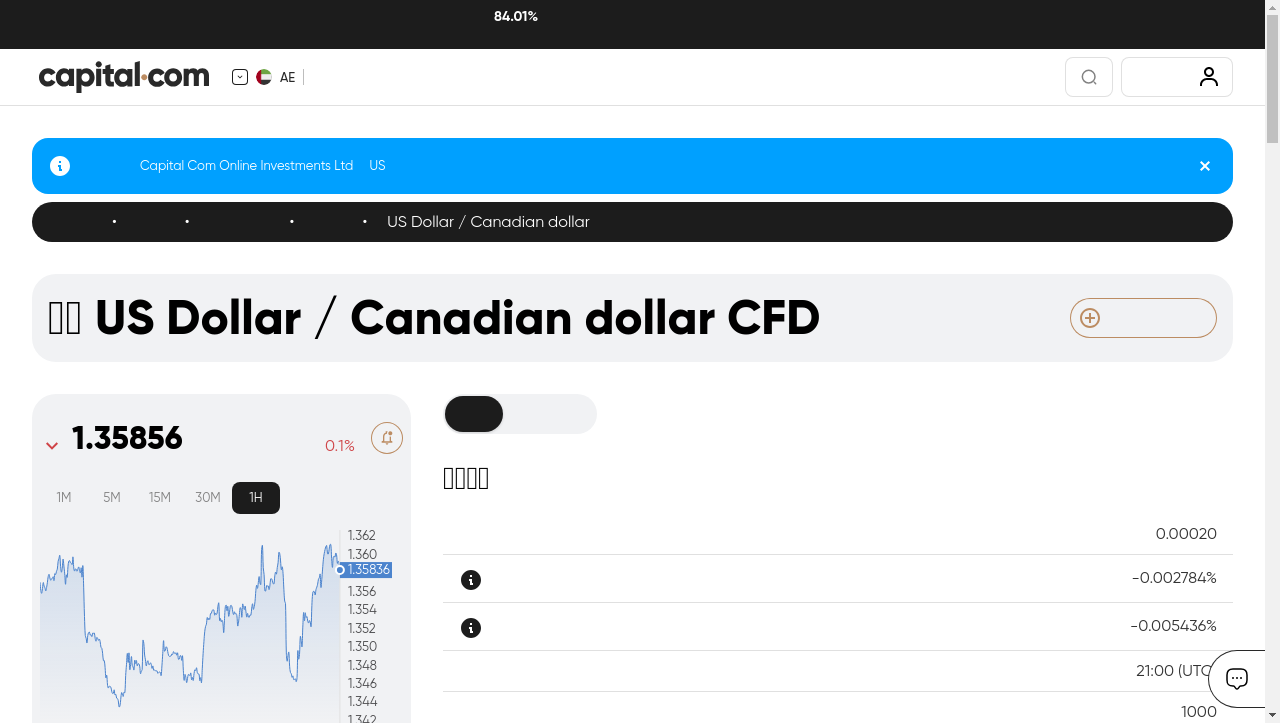 84.01%
capital.com
AE
Capital Com Online Investments Ltd US
US Dollar / Canadian dollar
US Dollar / Canadian dollar CFD
1.35856
0.1%
1M 5M 15M 30M 1H
1.362
1.360
1.35836
1.356
1.354
1.352
1.350
1.348
1.346
1.344
1.342
0.00020
-0.002784%
-0.005436%
21:00 (UTC
1000